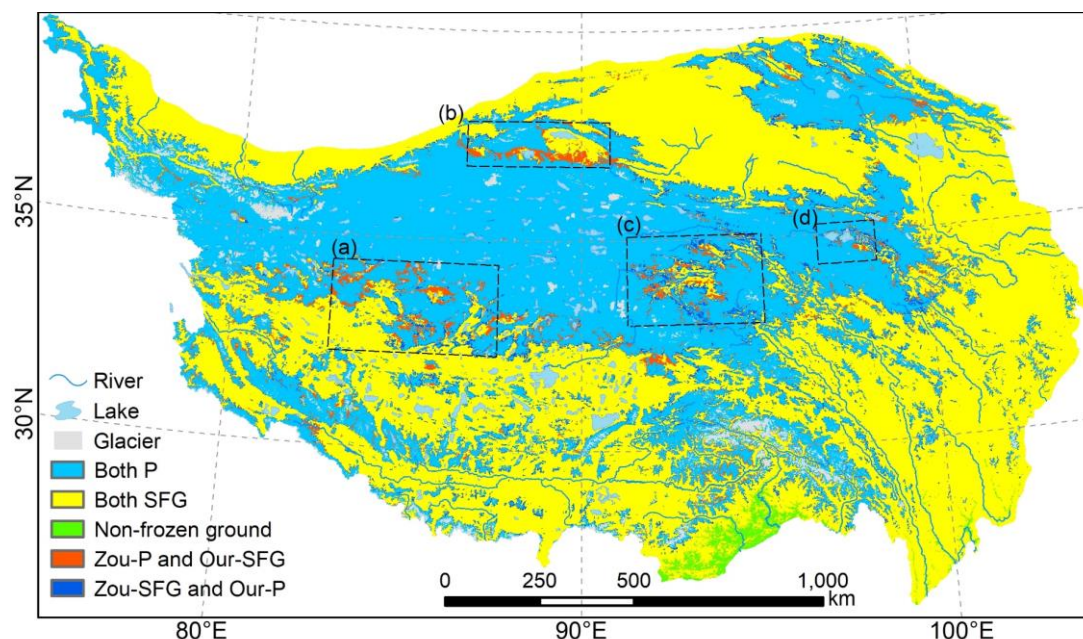 (b)
35°N
(c)
(d)
(a)
River
Lake
Glacier
30°N
Both P
Both SFG
Non-frozen ground
Zou-P and Our-SFG
Zou-SFG and Our-P
0 250 500 1,000
km
80°E 90°E 100°E